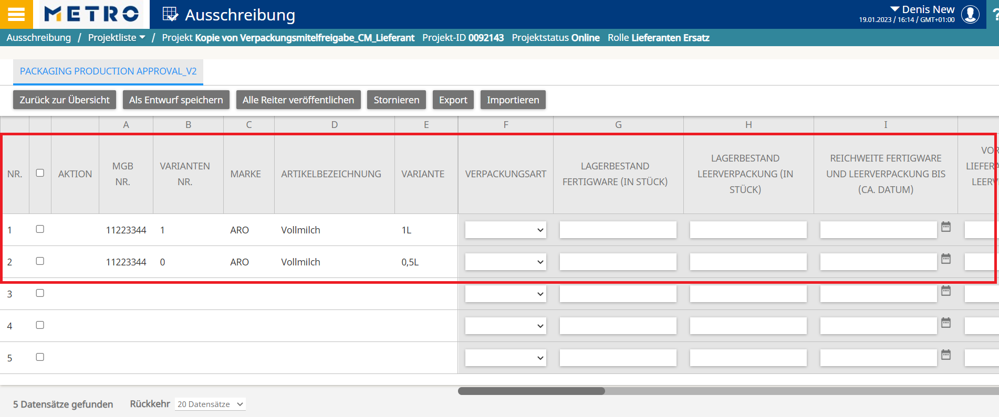 METRO Ausschreibung Denis New ?
19.01.2023 / 16:14 / GMT+01:00
Ausschreibung / Projektliste / Projekt Kopie von Verpackungsmitelfreigabe_CM_Lieferant Projekt-ID 0092143 Projektstatus Online Rolle Lieferanten Ersatz
PACKAGING PRODUCTION APPROVAL_V2
Zurück zur Übersicht Als Entwurf speichern Alle Reiter veröffentlichen Stornieren Export Importieren
A B C D E F G H I
NR. AKTION MGB NR. VARIANTEN NR. MARKE ARTIKELBEZEICHNUNG VARIANTE VERPACKUNGSART LAGERBESTAND FERTIGWARE (IN STÜCK) LAGERBESTAND LEERVERPACKUNG (IN STÜCK) REICHWEITE FERTIGWARE UND LEERVERPACKUNG BIS (CA. DATUM)
1 11223344 1 ARO Vollmilch 1L
2 11223344 0 ARO Vollmilch 0,5L
3
4
5
5 Datensätze gefunden Rückkehr 20 Datensätze